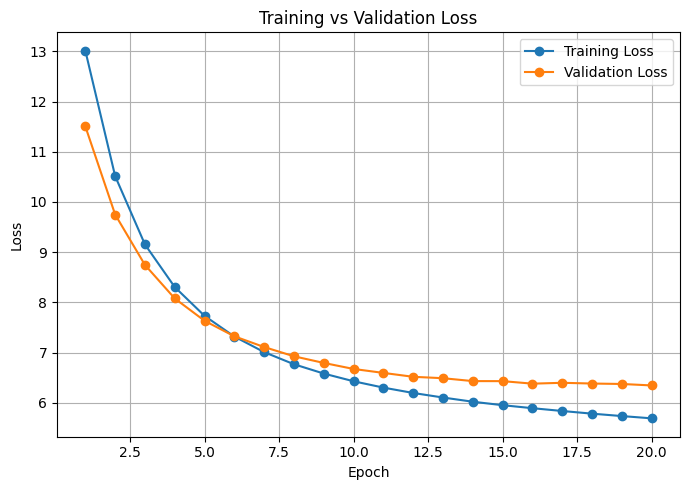 Training vs Validation Loss
Training Loss
Validation Loss
13
12
11
10
9
8
7
6
Loss
2.5 5.0 7.5 10.0 12.5 15.0 17.5 20.0
Epoch